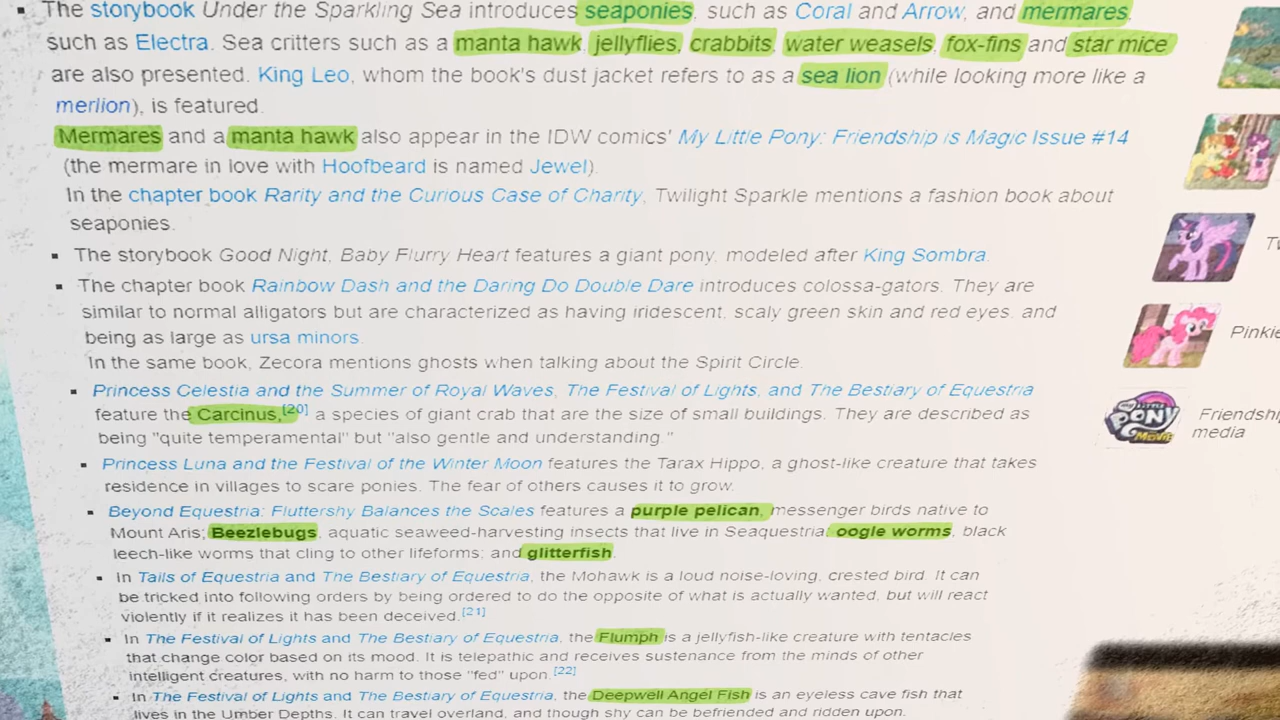 The storybook Under the Sparkling Sea introduces seaponies, such as Coral and Arrow, and mermares,
such as Electra. Sea critters such as a manta hawk, jellyflies, crabbits, water weasels, fox-fins and star mice
are also presented. King Leo, whom the book's dust jacket refers to as a sea lion (while looking more like a
merlion), is featured.
Mermares and a manta hawk also appear in the IDW comics' My Little Pony: Friendship is Magic Issue #14
(the mermare in love with Hoofbeard is named Jewel).
In the chapter book Rarity and the Curious Case of Charity, Twilight Sparkle mentions a fashion book about
seaponies.
The storybook Good Night, Baby Flurry Heart features a giant pony, modeled after King Sombra.
The chapter book Rainbow Dash and the Daring Do Double Dare introduces colossa-gators. They are
similar to normal alligators but are characterized as having iridescent, scaly green skin and red eyes, and
being as large as ursa minors.
In the same book, Zecora mentions ghosts when talking about the Spirit Circle.
Pinkie
Princess Celestia and the Summer of Royal Waves, The Festival of Lights, and The Bestiary of Equestria
feature the Carcinus,[20] a species of giant crab that are the size of small buildings. They are described as
being "quite temperamental" but "also gentle and understanding."
MY LITTLE PONY MOVIE
Friendship
media
Princess Luna and the Festival of the Winter Moon features the Tarax Hippo, a ghost-like creature that takes
residence in villages to scare ponies. The fear of others causes it to grow.
Beyond Equestria: Fluttershy Balances the Scales features a purple pelican, messenger birds native to
Mount Aris; Beezlebugs, aquatic seaweed-harvesting insects that live in Seaquestria; oogle worms, black
leech-like worms that cling to other lifeforms; and glitterfish.
In Tails of Equestria and The Bestiary of Equestria, the Mohawk is a loud noise-loving, crested bird. It can
be tricked into following orders by being ordered to do the opposite of what is actually wanted, but will react
violently if it realizes it has been deceived.[21]
In The Festival of Lights and The Bestiary of Equestria, the Flumph is a jellyfish-like creature with tentacles
that change color based on its mood. It is telepathic and receives sustenance from the minds of other
intelligent creatures, with no harm to those "fed" upon.[22]
In The Festival of Lights and The Bestiary of Equestria, the Deepwell Angel Fish is an eyeless cave fish that
lives in the Umber Depths. It can travel overland, and though shy can be befriended and ridden upon.